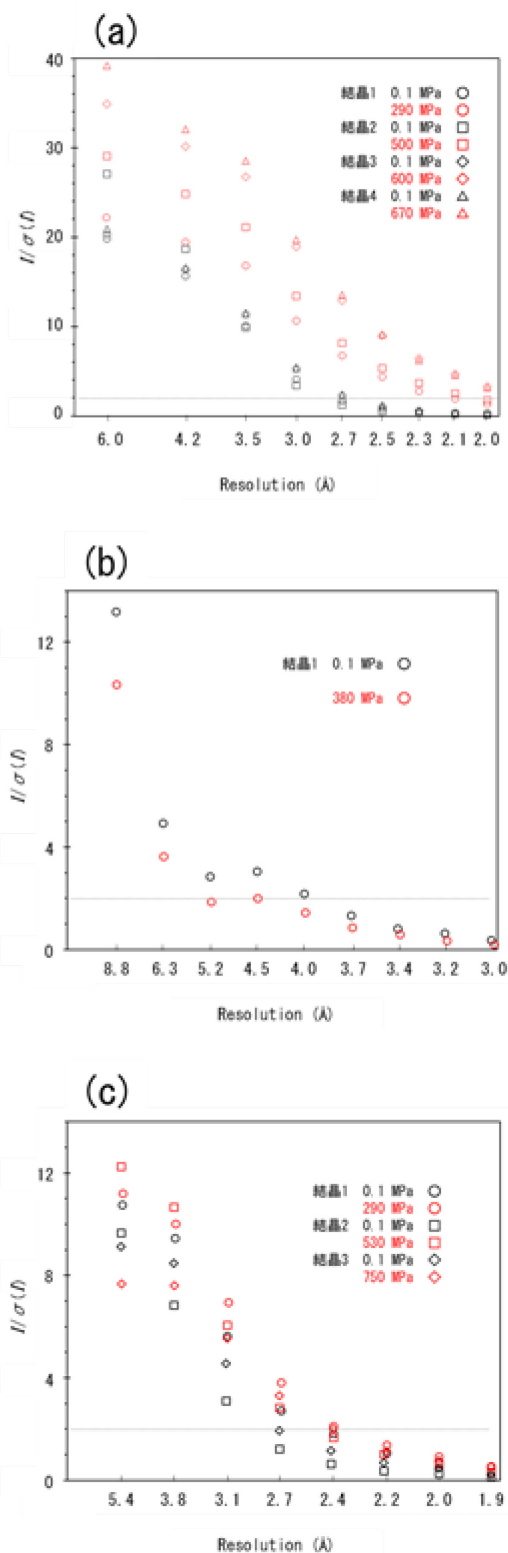 (a)
40
30
20
10
0
I/σ(I)
結晶1 0.1 MPa
290 MPa
結晶2 0.1 MPa
500 MPa
結晶3 0.1 MPa
600 MPa
結晶4 0.1 MPa
670 MPa
6.0 4.2 3.5 3.0 2.7 2.5 2.3 2.1 2.0
Resolution (Å)
(b)
12
8
4
0
I/σ(I)
結晶1 0.1 MPa
380 MPa
8.8 6.3 5.2 4.5 4.0 3.7 3.4 3.2 3.0
Resolution (Å)
(c)
12
8
4
0
I/σ(I)
結晶1 0.1 MPa
290 MPa
結晶2 0.1 MPa
530 MPa
結晶3 0.1 MPa
750 MPa
5.4 3.8 3.1 2.7 2.4 2.2 2.0 1.9
Resolution (Å)